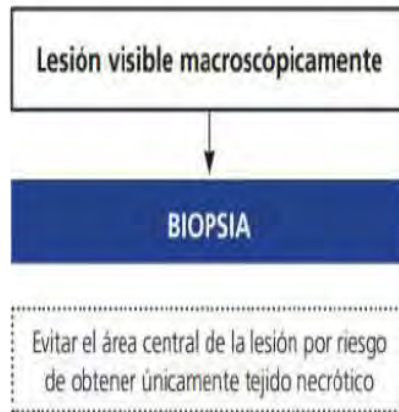 Lesión visible macroscópicamente
BIOPSIA
Evitar el área central de la lesión por riesgo
de obtener únicamente tejido necrótico